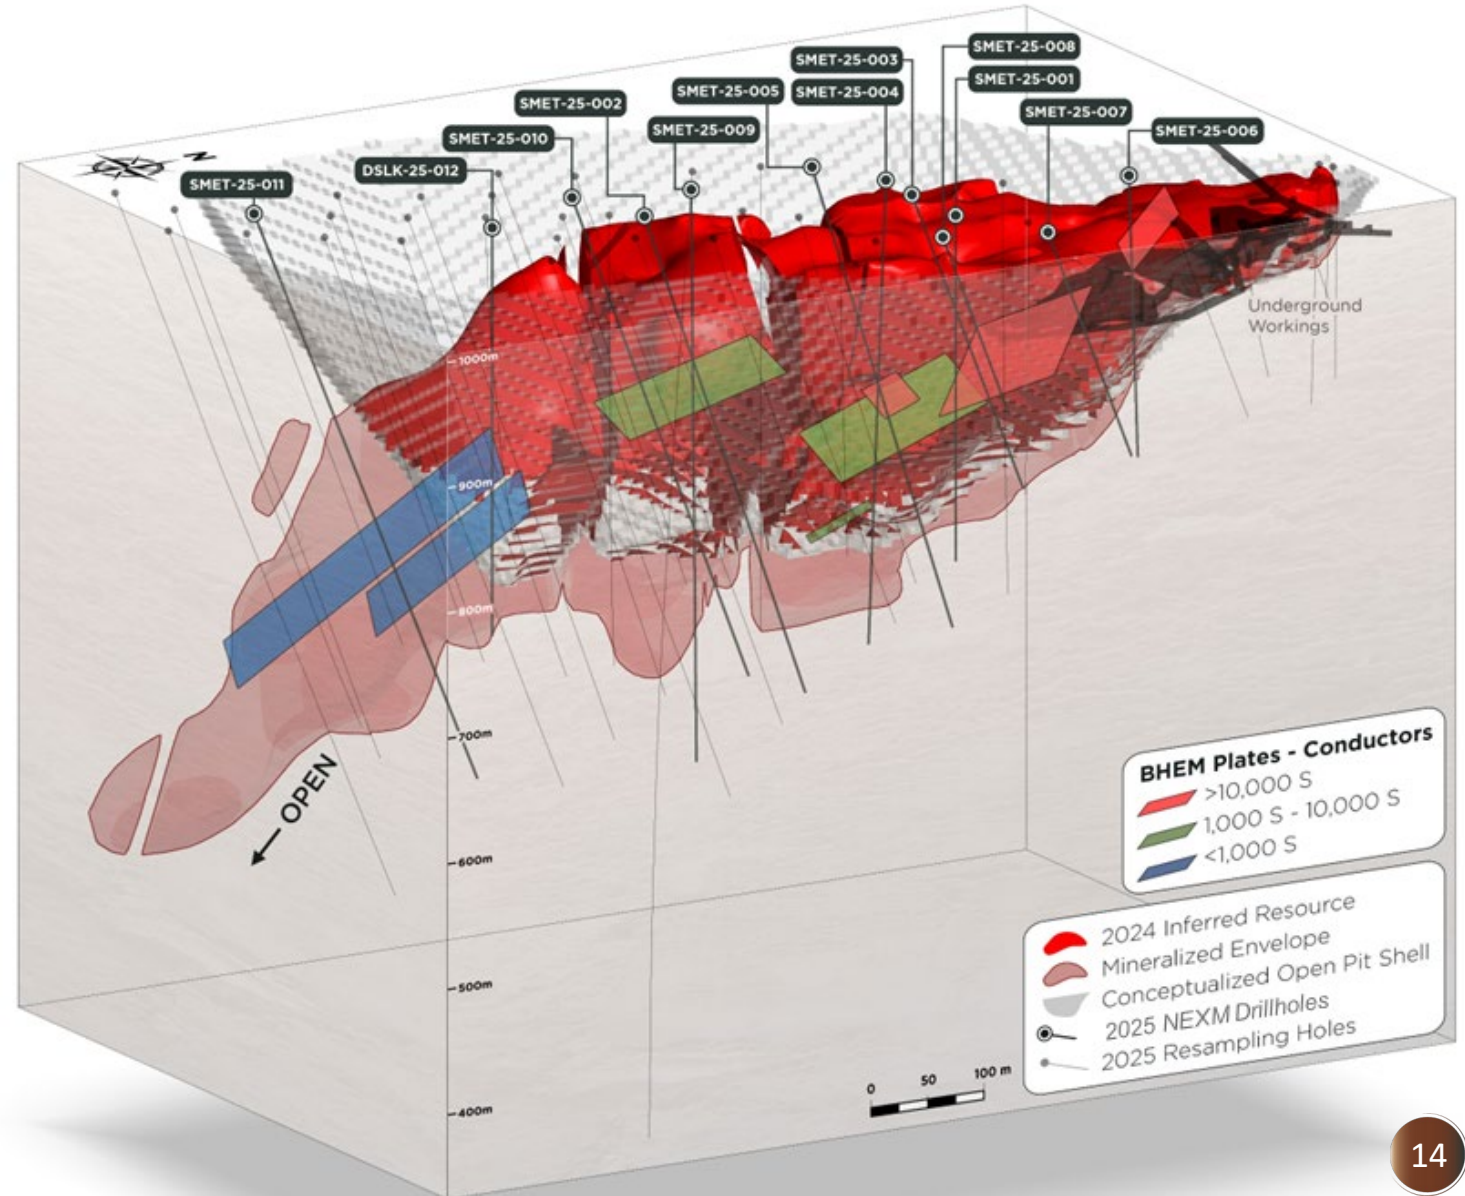 SMET-25-008
SMET-25-003
SMET-25-001
SMET-25-005
SMET-25-004
SMET-25-002
SMET-25-007
SMET-25-009
SMET-25-006
SMET-25-010
N
DSLK-25-012
SMET-25-011
Underground
Workings
1000m
900m
800m
700m
600m
500m
400m
OPEN
BHEM Plates - Conductors
>10,000 S
1,000 S - 10,000 S
<1,000 S
2024 Inferred Resource
Mineralized Envelope
Conceptualized Open Pit Shell
2025 NEXM Drillholes
2025 Resampling Holes
0 50 100 m
14